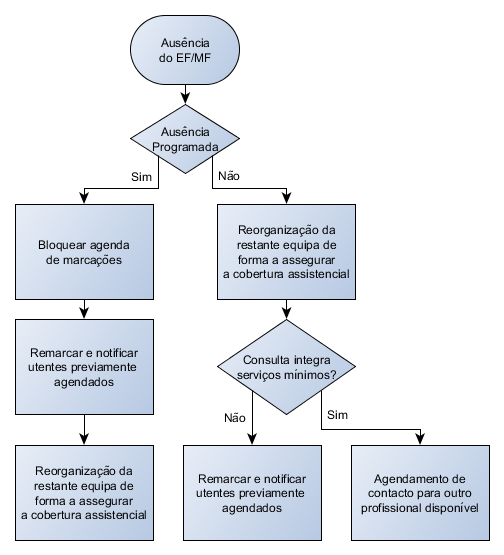 Ausência
do EF/MF
Ausência
Programada
Sim
Não
Bloquear agenda
de marcações
Reorganização da
restante equipa de
forma a assegurar
a cobertura assistencial
Remarcar e notificar
utentes previamente
agendados
Consulta integra
serviços mínimos?
Não
Sim
Reorganização da
restante equipa de
forma a assegurar
a cobertura assistencial
Remarcar e notificar
utentes previamente
agendados
Agendamento de
contacto para outro
profissional disponível